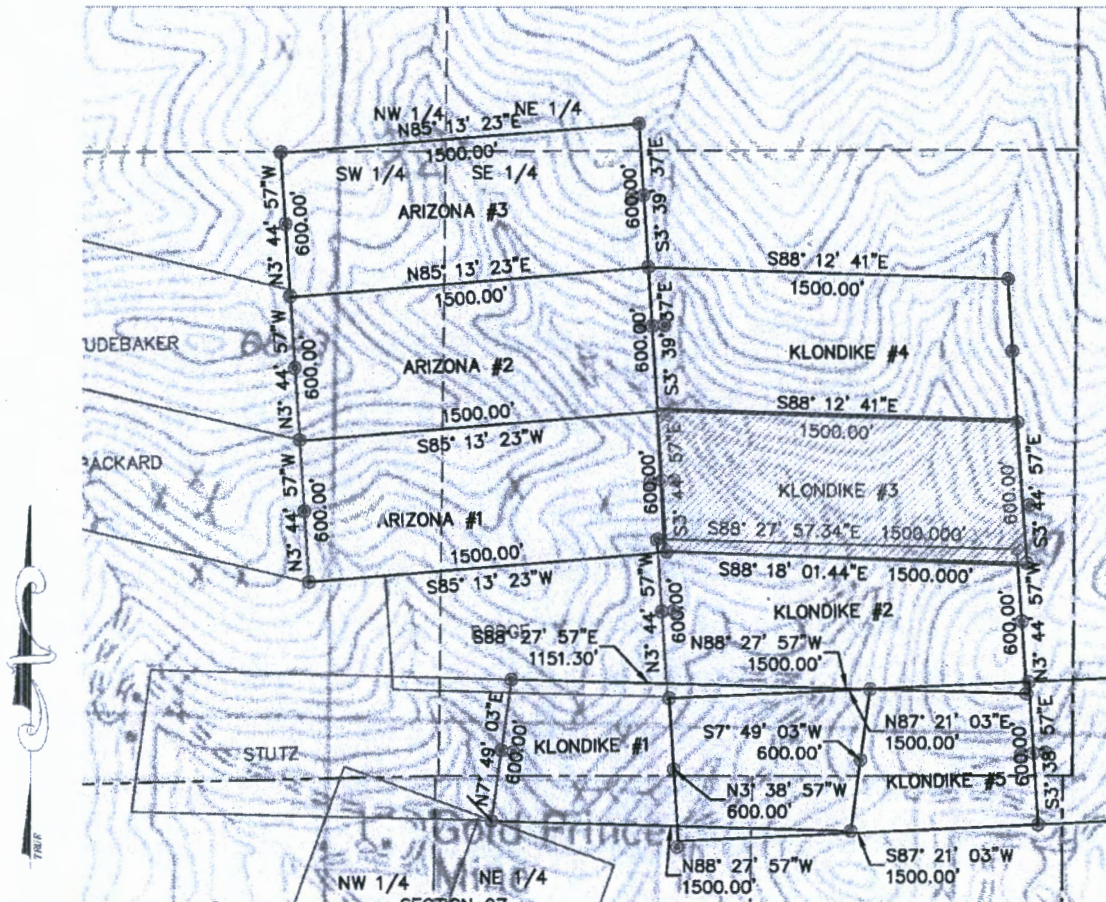 NW 1/4 NE 1/4
N85° 13' 23"E
1500.00'
SW 1/4 SE 1/4
N3° 44' 57"W
600.00'
ARIZONA #3
600.00'
S3° 39' 37"E
N85° 13' 23"E
1500.00'
S88° 12' 41"E
1500.00'
UDEBAKER
N3° 44' 57"W
600.00'
ARIZONA #2
600.00'
S3° 39' 37"E
KLONDIKE #4
1500.00'
S85° 13' 23"W
S88° 12' 41"E
1500.00'
PACKARD
N3° 44' 57"W
600.00'
ARIZONA #1
600.00'
S3° 44' 57"E
KLONDIKE #3
600.00'
S3° 44' 57"E
S88° 27' 57.34"E 1500.000'
1500.00'
S85° 13' 23"W
S88° 18' 01.44"E 1500.000'
N3° 44' 57"W
600.00'
KLONDIKE #2
600.00'
N3° 44' 57"W
S88° 27' 57"E
1151.30'
N88° 27' 57"W
1500.00'
STUTZ
N7° 49' 03"E
600.00'
KLONDIKE #1
S7° 49' 03"W
600.00'
N87° 21' 03"E
1500.00'
KLONDIKE #5
600.00'
S3° 38' 57"E
N3° 38' 57"W
600.00'
Gold Prince
N88° 27' 57"W
1500.00'
S87° 21' 03"W
1500.00'
NW 1/4 NE 1/4
TRUE